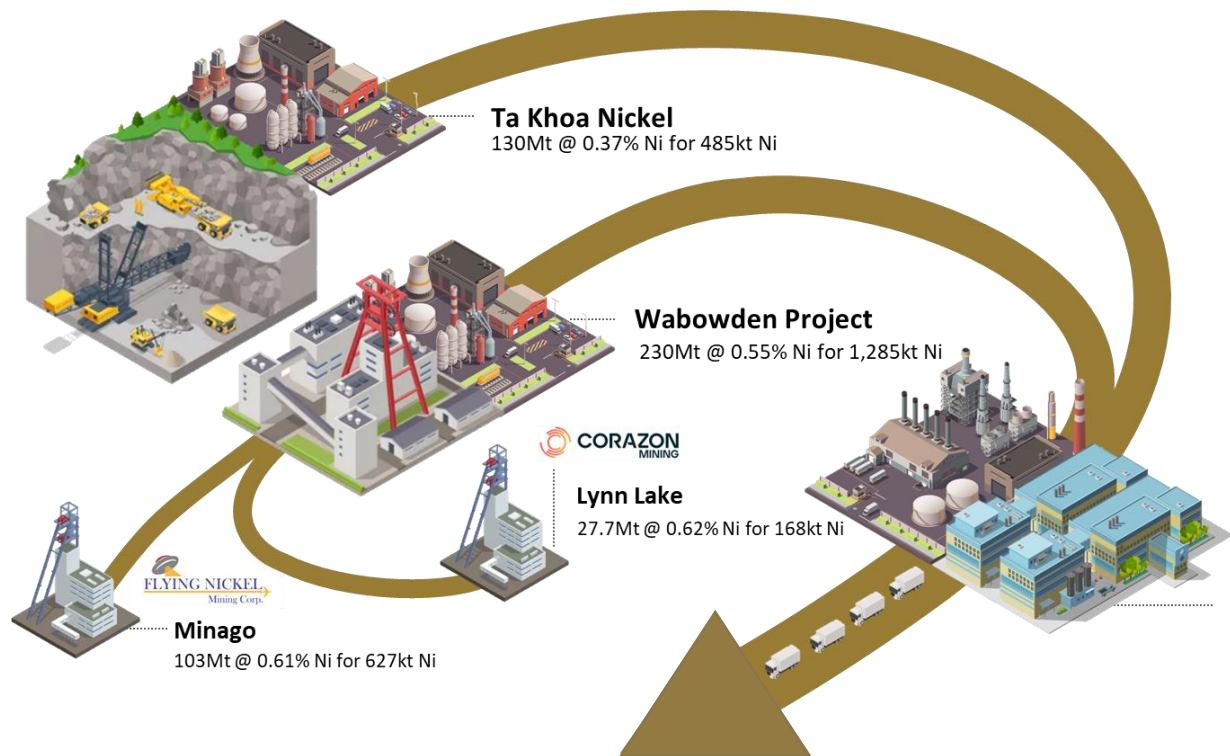 Ta Khoa Nickel
130Mt @ 0.37% Ni for 485kt Ni
Wabowden Project
230Mt @ 0.55% Ni for 1,285kt Ni
CORAZON
MINING
Lynn Lake
27.7Mt @ 0.62% Ni for 168kt Ni
FLYING NICKEL
Mining Corp.
Minago
103Mt @ 0.61% Ni for 627kt Ni